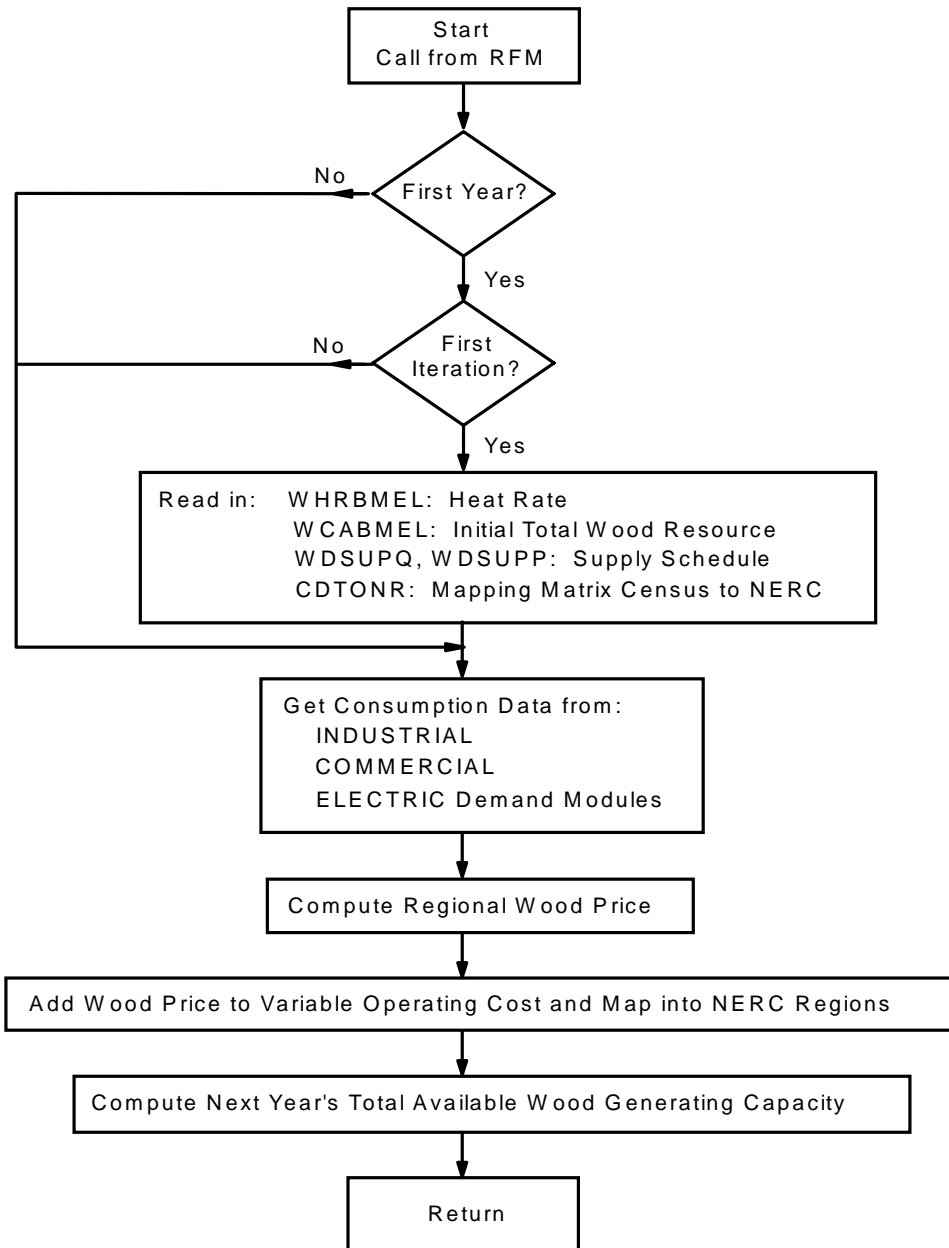 Start
Call from RFM
No
First Year?
Yes
No
First
Iteration?
Yes
Read in: WHRBMEL: Heat Rate
WCABMEL: Initial Total Wood Resource
WDSUPQ, WDSUPP: Supply Schedule
CDTONR: Mapping Matrix Census to NERC
Get Consumption Data from:
INDUSTRIAL
COMMERCIAL
ELECTRIC Demand Modules
Compute Regional Wood Price
Add Wood Price to Variable Operating Cost and Map into NERC Regions
Compute Next Year's Total Available Wood Generating Capacity
Return